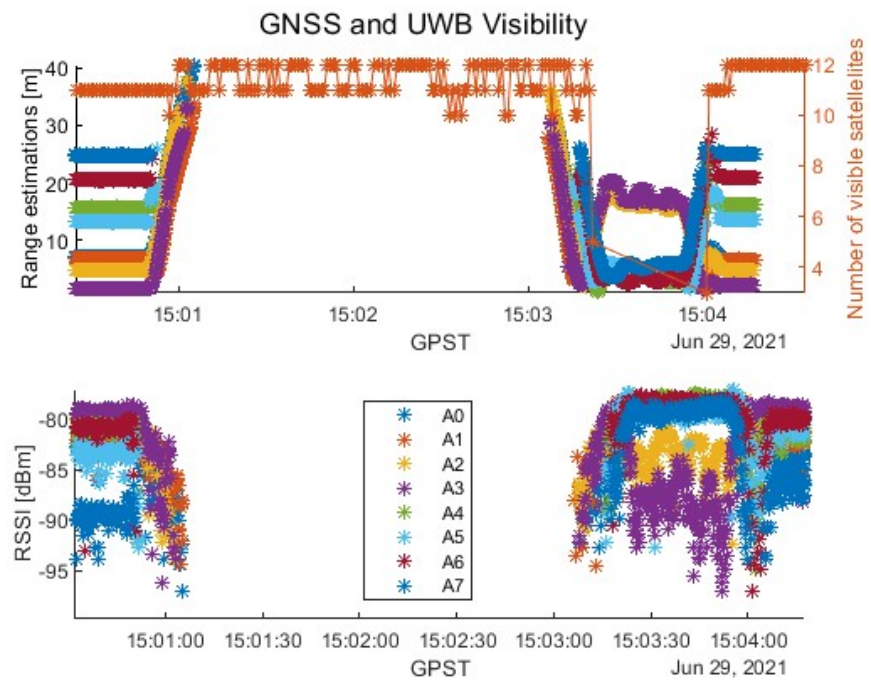 GNSS and UWB Visibility
Range estimations [m]
40
30
20
10
12
10
8
6
4
Number of visible satellelites
15:01 15:02 15:03 15:04
GPST
Jun 29, 2021
RSSI [dBm]
-80
-85
-90
-95
A0
A1
A2
A3
A4
A5
A6
A7
15:01:00 15:01:30 15:02:00 15:02:30 15:03:00 15:03:30 15:04:00
GPST
Jun 29, 2021